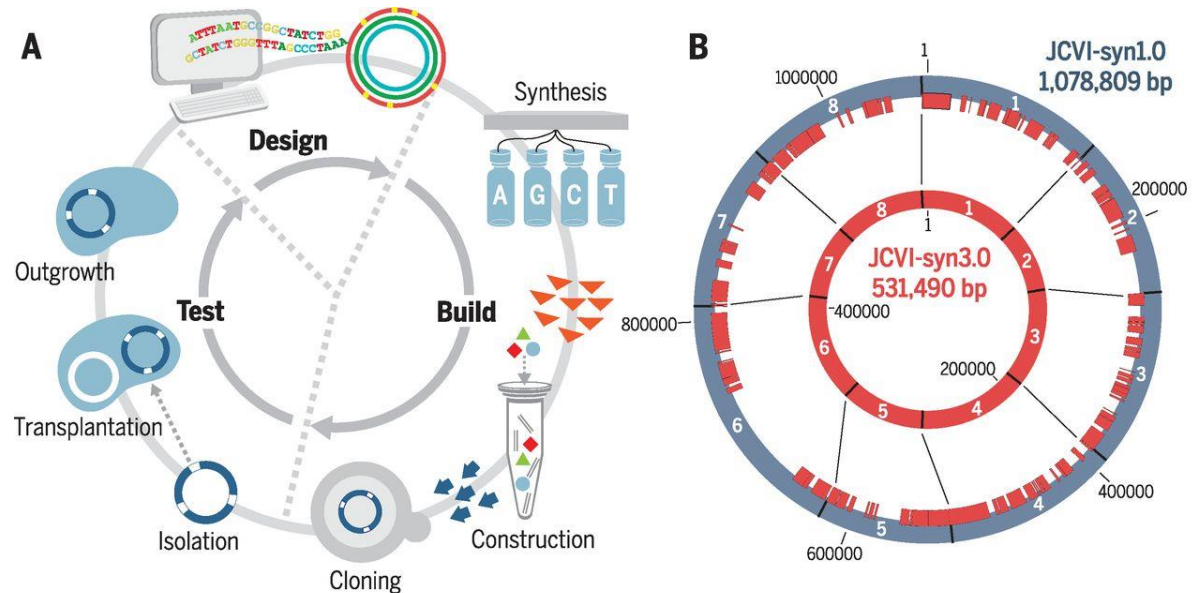 A
ATTTAATGCCGGCTATCTGG
GCTATCTGGGTTTAGCCCTAAA
Design
Synthesis
A G C T
Build
Construction
Cloning
Isolation
Transplantation
Outgrowth
Test
B
JCVI-syn1.0
1,078,809 bp
1
1
200000
2
3
400000
4
5
600000
6
800000
7
8
1000000
JCVI-syn3.0
531,490 bp
1
1
2
3
200000
4
5
6
400000
7
8